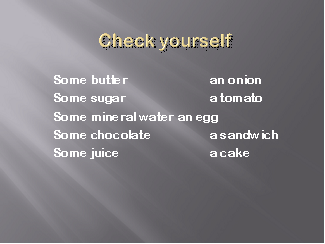 Check yourself
Some butter an onion
Some sugar a tomato
Some mineral water an egg
Some chocolate a sandwich
Some juice a cake